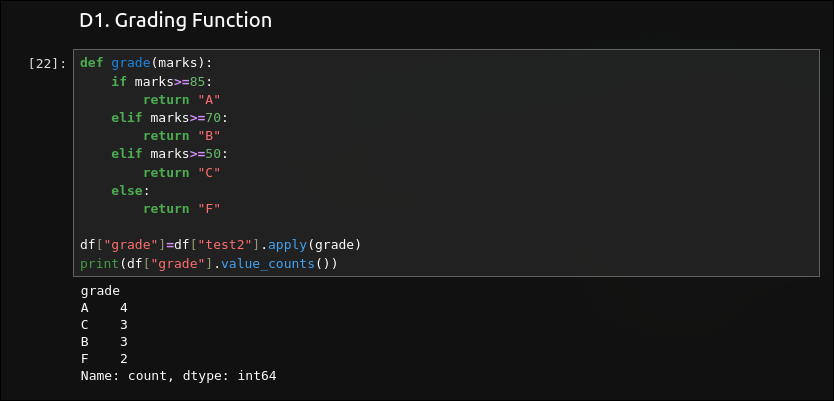 D1. Grading Function
[22]:
def grade(marks):
    if marks>=85:
        return "A"
    elif marks>=70:
        return "B"
    elif marks>=50:
        return "C"
    else:
        return "F"
df["grade"]=df["test2"].apply(grade)
print(df["grade"].value_counts())
grade
A    4
C    3
B    3
F    2
Name: count, dtype: int64